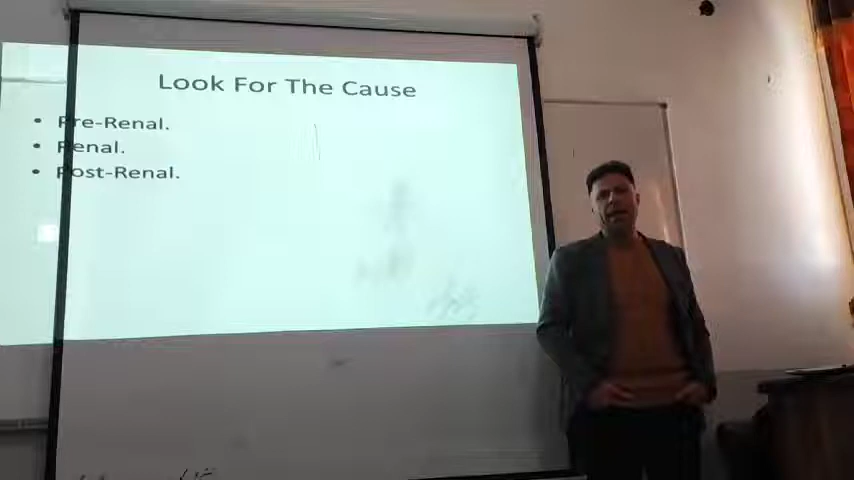 Look For The Cause
• Pre-Renal.
• Renal.
• Post-Renal.